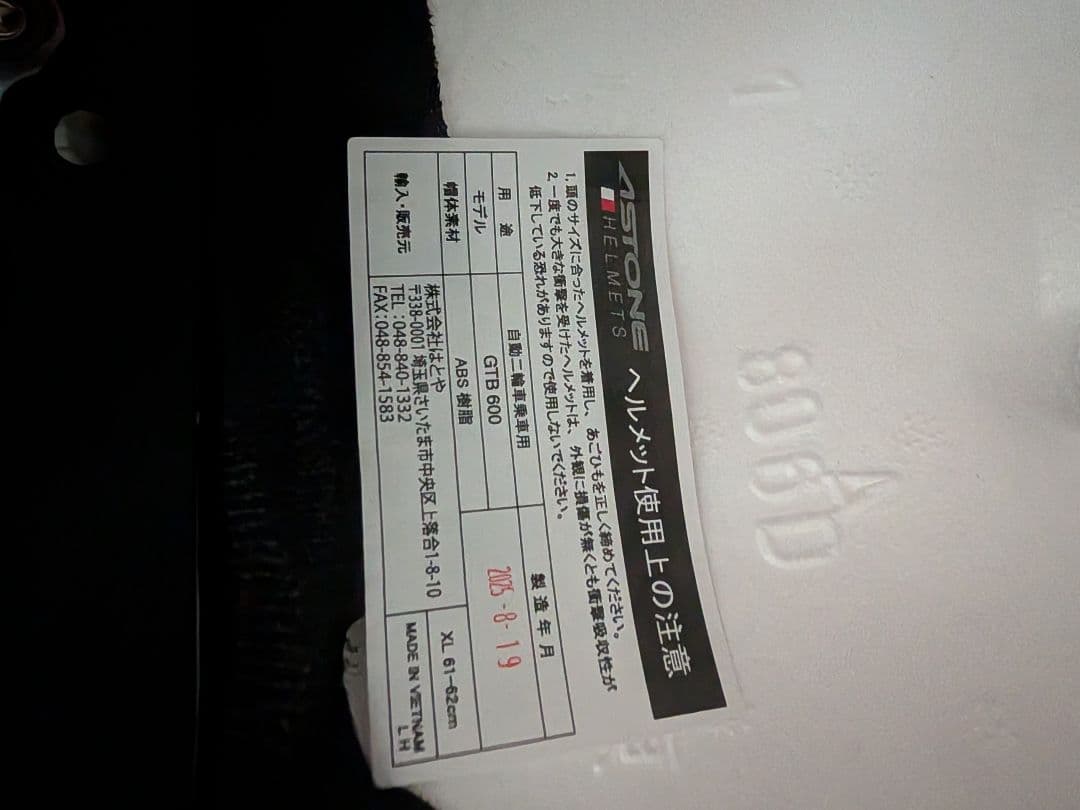 ASTONE
HELMETS
ヘルメット使用上の注意
1. 頭のサイズに合ったヘルメットを着用し、あごひもを正しく締めてください。
2. 一度でも大きな衝撃を受けたヘルメットは、外観に損傷が無くとも衝撃吸収性が
低下している恐れがありますので使用しないでください。
用 途
自動二輪車乗車用
製造年月
モデル
GTB 600
2025-8-19
帽体素材
ABS 樹脂
輸入・販売元
株式会社はとや
〒338-0001 埼玉県さいたま市中央区上落合1-8-10
TEL:048-840-1332
FAX:048-854-1583
XL 61-62cm
MADE IN VIETNAM
LH
1
806D